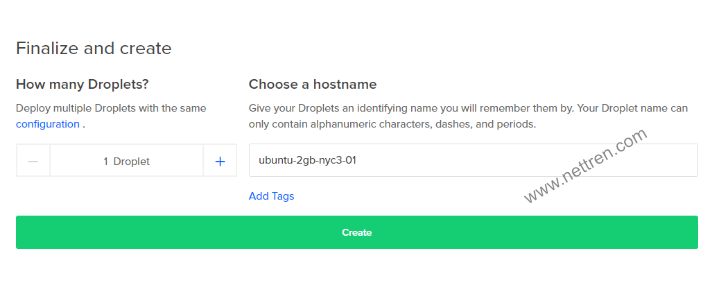 Finalize and create
How many Droplets?
Deploy multiple Droplets with the same
configuration .
– 1 Droplet +
Choose a hostname
Give your Droplets an identifying name you will remember them by. Your Droplet name can
only contain alphanumeric characters, dashes, and periods.
ubuntu-2gb-nyc3-01
www.nettren.com
Add Tags
Create